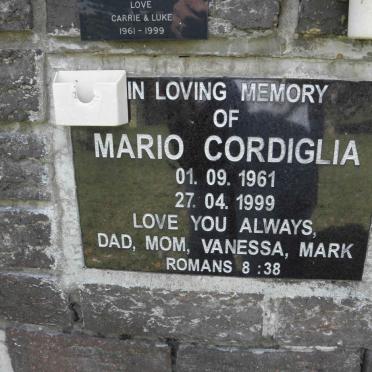 LOVE
CARRIE & LUKE
1961 - 1999
IN LOVING MEMORY
OF
MARIO CORDIGLIA
01. 09. 1961
27. 04. 1999
LOVE YOU ALWAYS,
DAD, MOM, VANESSA, MARK
ROMANS 8 :38